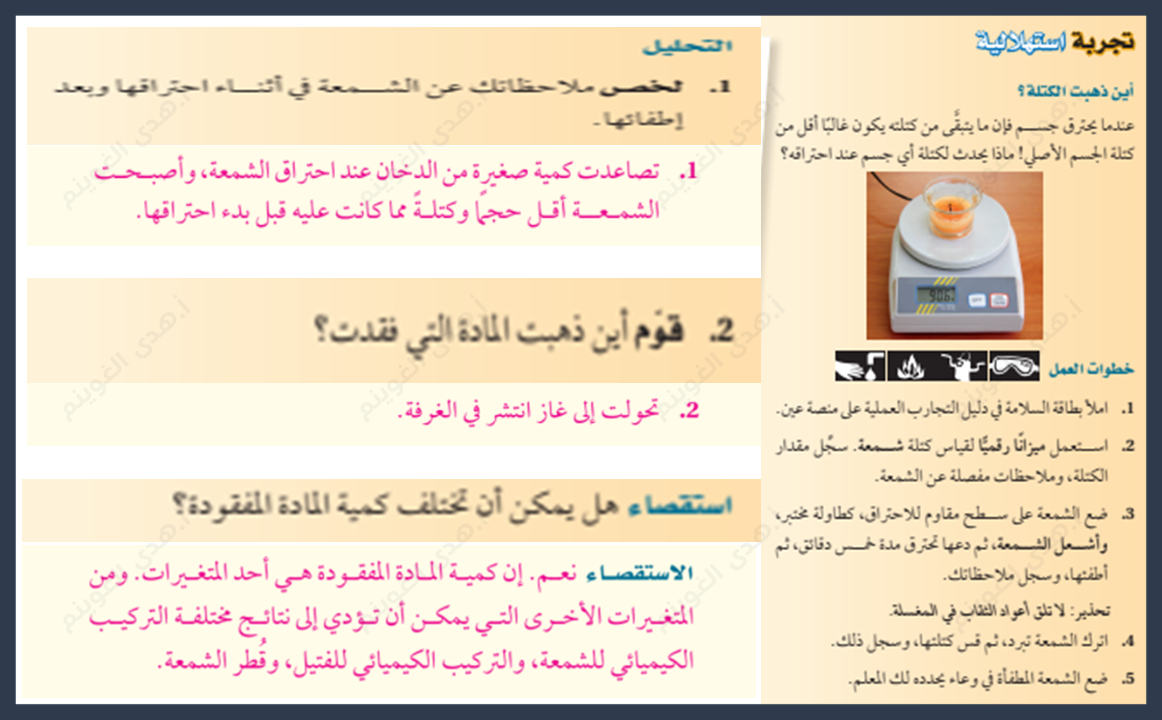 تجربة استهلالية
أين ذهبت الكتلة؟
عندما يحترق جسم فإن ما يتبقَّى من كتلته يكون غالبًا أقل من
كتلة الجسم الأصلي! ماذا يحدث لكتلة أي جسم عند احتراقه؟
906.
خطوات العمل
1. املأ بطاقة السلامة في دليل التجارب العملية على منصة عين.
2. استعمل ميزانًا رقميًّا لقياس كتلة شمعة. سجّل مقدار
الكتلة، وملاحظات مفصلة عن الشمعة.
3. ضع الشمعة على سطح مقاوم للاحتراق، كطاولة مختبر،
وأشعل الشمعة، ثم دعها تحترق مدة خمس دقائق، ثم
أطفئها، وسجل ملاحظاتك.
تحذير: لا تلق أعواد الثقاب في المغسلة.
4. اترك الشمعة تبرد، ثم قس كتلتها، وسجل ذلك.
5. ضع الشمعة المطفأة في وعاء يحدده لك المعلم.
التحليل
1. لخص ملاحظاتك عن الشمعة في أثناء احتراقها وبعد
إطفائها.
1. تصاعدت كمية صغيرة من الدخان عند احتراق الشمعة، وأصبحت
الشمعة أقل حجمًا وكتلةً مما كانت عليه قبل بدء احتراقها.
2. قوّم أين ذهبت المادة التي فقدت؟
2. تحولت إلى غاز انتشر في الغرفة.
استقصاء هل يمكن أن تختلف كمية المادة المفقودة؟
الاستقصاء نعم. إن كمية المادة المفقودة هي أحد المتغيرات. ومن
المتغيرات الأخرى التي يمكن أن تؤدي إلى نتائج مختلفة التركيب
الكيميائي للشمعة، والتركيب الكيميائي للفتيل، وقُطر الشمعة.
أ.هدى الغوينم